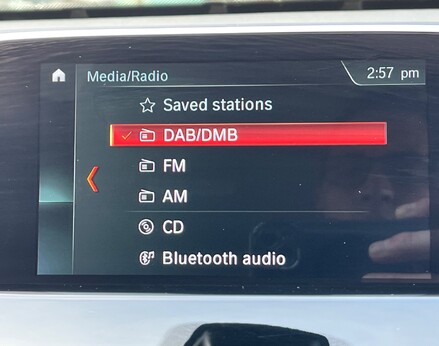 Media/Radio
2:57 pm
Saved stations
DAB/DMB
FM
AM
CD
Bluetooth audio